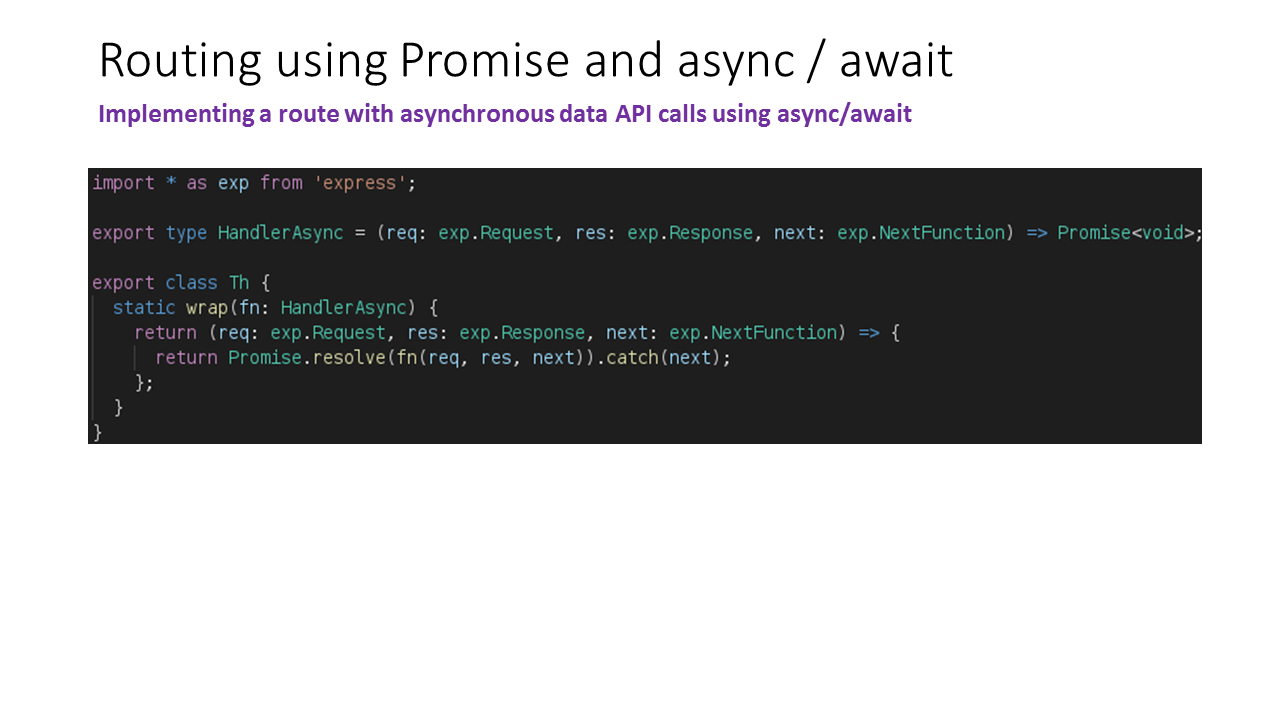 Routing using Promise and async / await
Implementing a route with asynchronous data API calls using async/await
import * as exp from 'express';
export type HandlerAsync = (req: exp.Request, res: exp.Response, next: exp.NextFunction) => Promise<void>;
export class Th {
static wrap(fn: HandlerAsync) {
return (req: exp.Request, res: exp.Response, next: exp.NextFunction) => {
return Promise.resolve(fn(req, res, next)).catch(next);
};
}
}